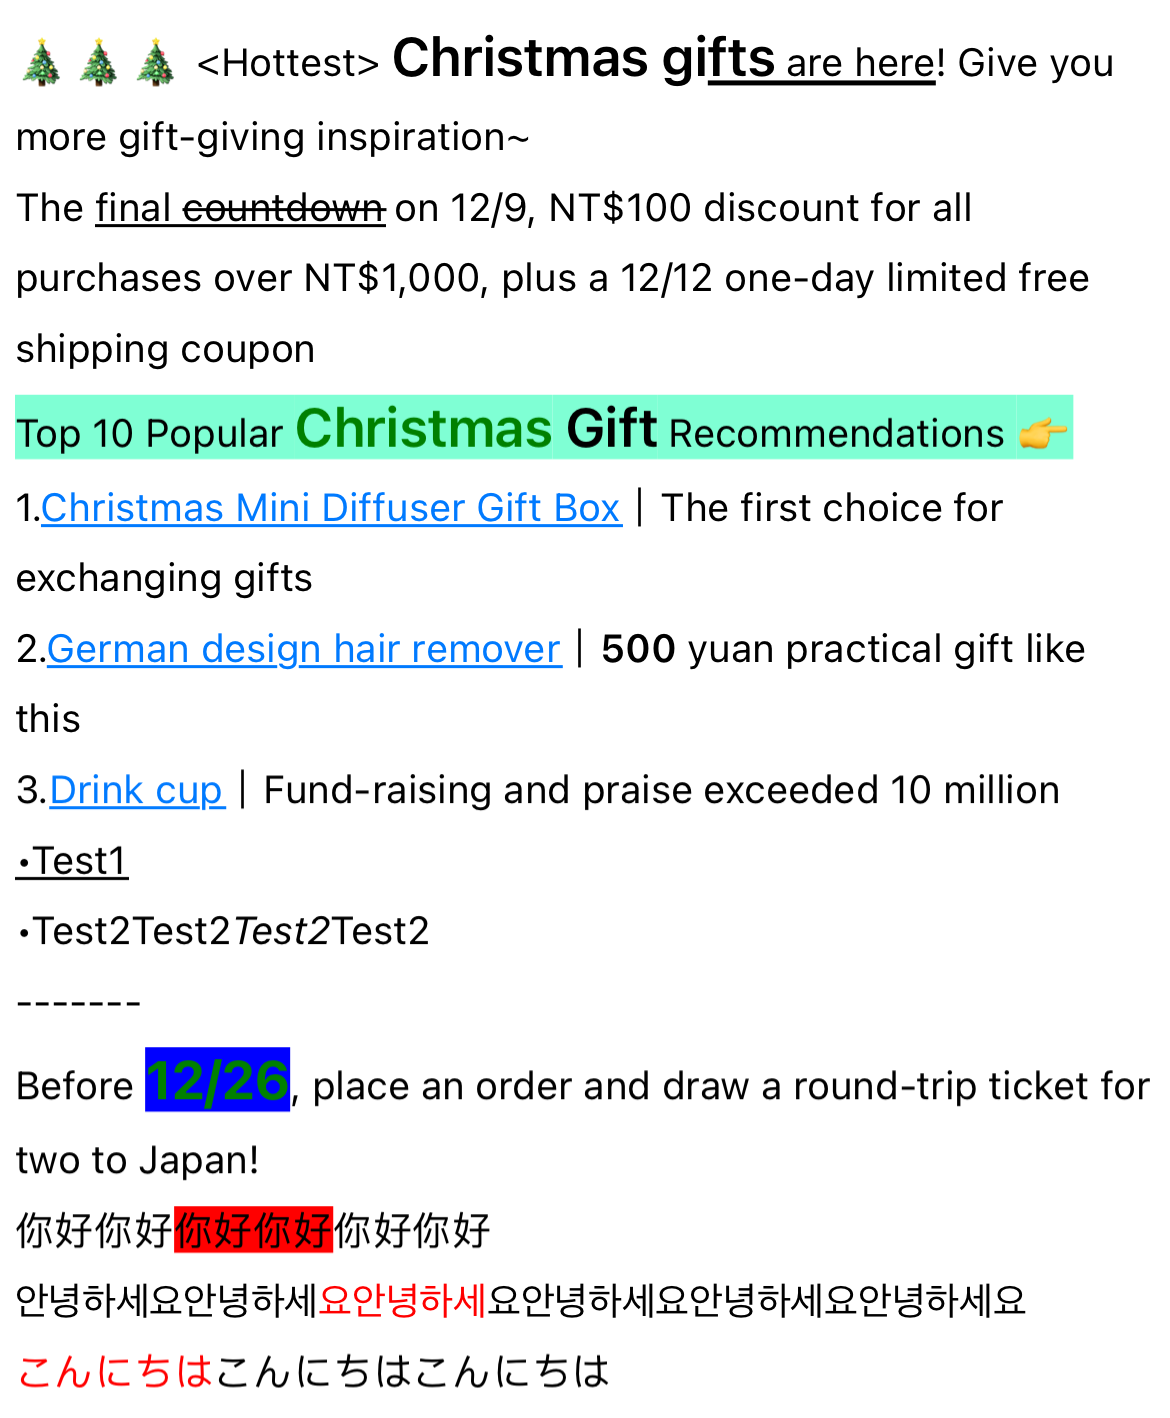 🎄🎄🎄 <Hottest> Christmas gifts are here! Give you
more gift-giving inspiration~
The final countdown on 12/9, NT$100 discount for all
purchases over NT$1,000, plus a 12/12 one-day limited free
shipping coupon
Top 10 Popular Christmas Gift Recommendations 👉
1.Christmas Mini Diffuser Gift Box｜The first choice for
exchanging gifts
2.German design hair remover｜500 yuan practical gift like
this
3.Drink cup｜Fund-raising and praise exceeded 10 million
•Test1
•Test2Test2Test2Test2
-------
Before 12/26, place an order and draw a round-trip ticket for
two to Japan!
你好你好你好你好你好你好
안녕하세요안녕하세요안녕하세요안녕하세요안녕하세요안녕하세요
こんにちはこんにちはこんにちは